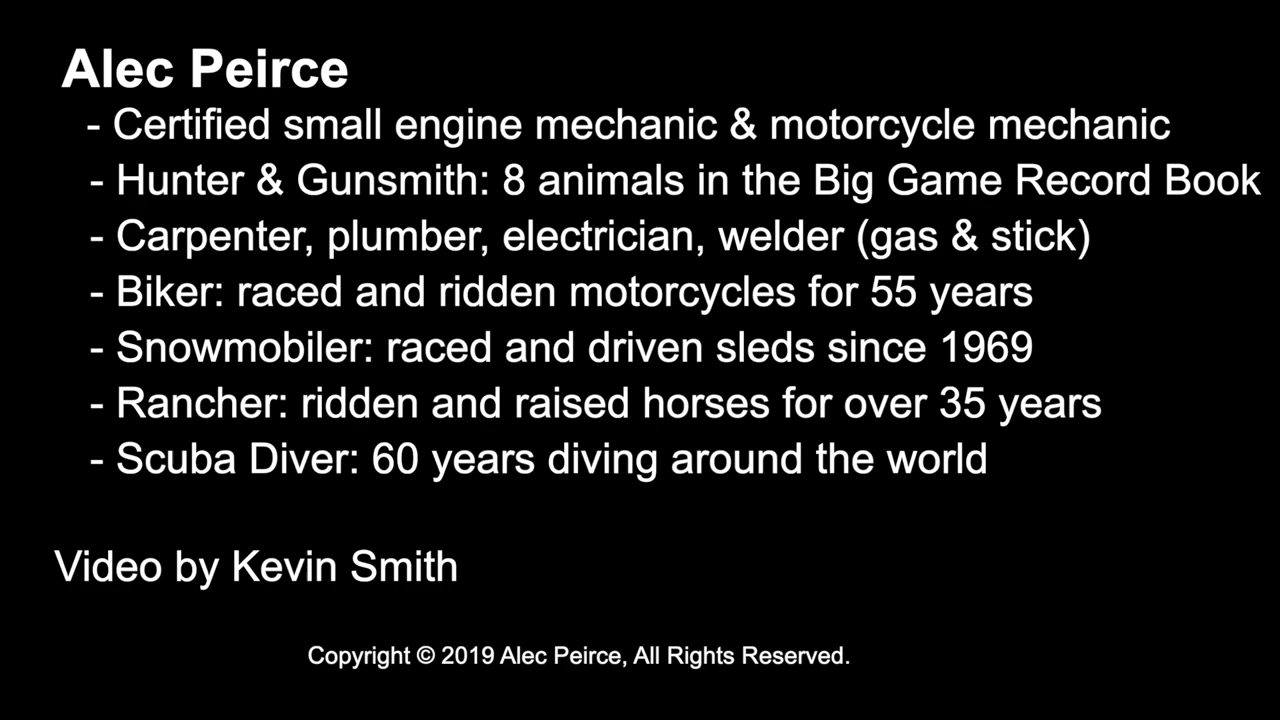 Alec Peirce
- Certified small engine mechanic & motorcycle mechanic
- Hunter & Gunsmith: 8 animals in the Big Game Record Book
- Carpenter, plumber, electrician, welder (gas & stick)
- Biker: raced and ridden motorcycles for 55 years
- Snowmobiler: raced and driven sleds since 1969
- Rancher: ridden and raised horses for over 35 years
- Scuba Diver: 60 years diving around the world
Video by Kevin Smith
Copyright © 2019 Alec Peirce, All Rights Reserved.